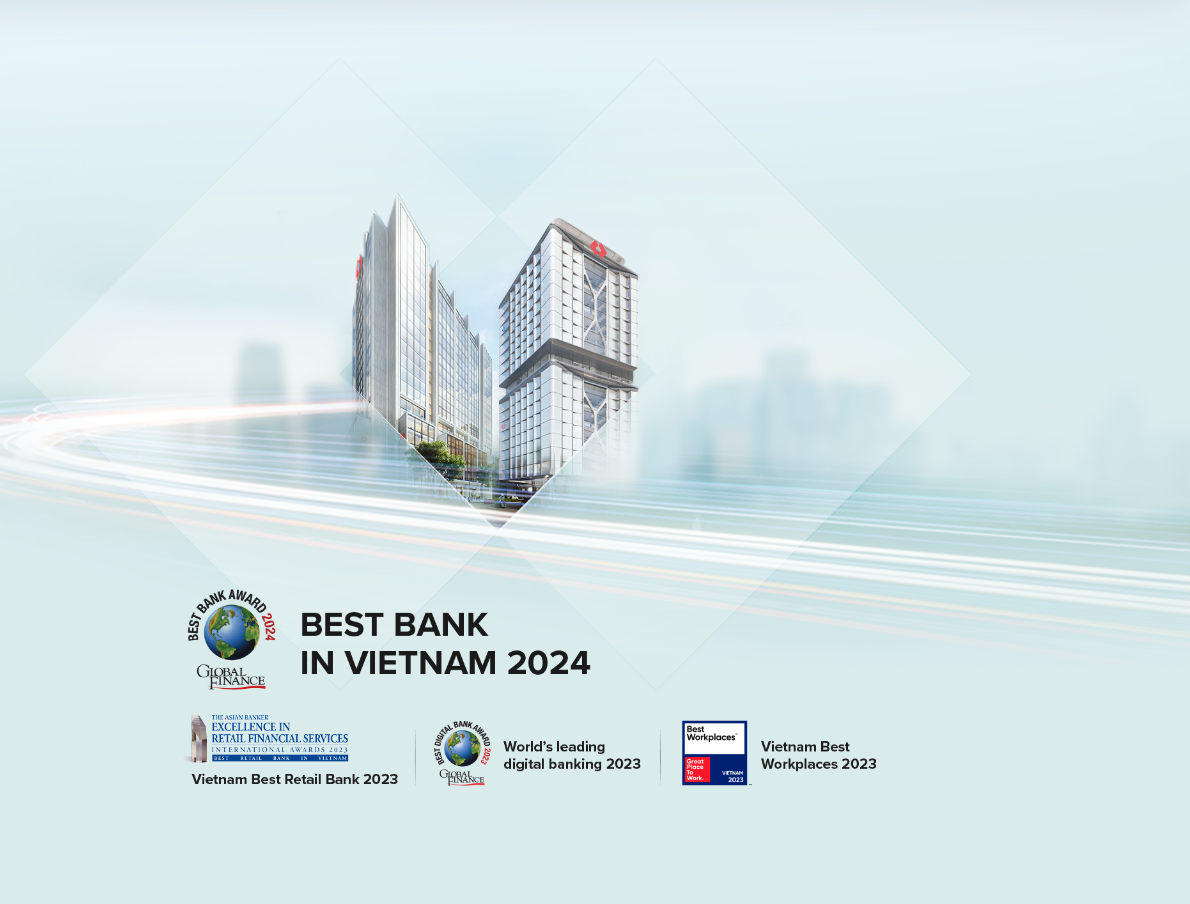 BEST BANK AWARD 2024
GLOBAL
FINANCE
BEST BANK
IN VIETNAM 2024
THE ASIAN BANKER
EXCELLENCE IN
RETAIL FINANCIAL SERVICES
INTERNATIONAL AWARDS 2023
BEST RETAIL BANK IN VIETNAM
Vietnam Best Retail Bank 2023
BEST DIGITAL BANK AWARD 2023
GLOBAL
FINANCE
World's leading
digital banking 2023
Best
Workplaces™
Great
Place
To
Work.
VIETNAM
2023
Vietnam Best
Workplaces 2023